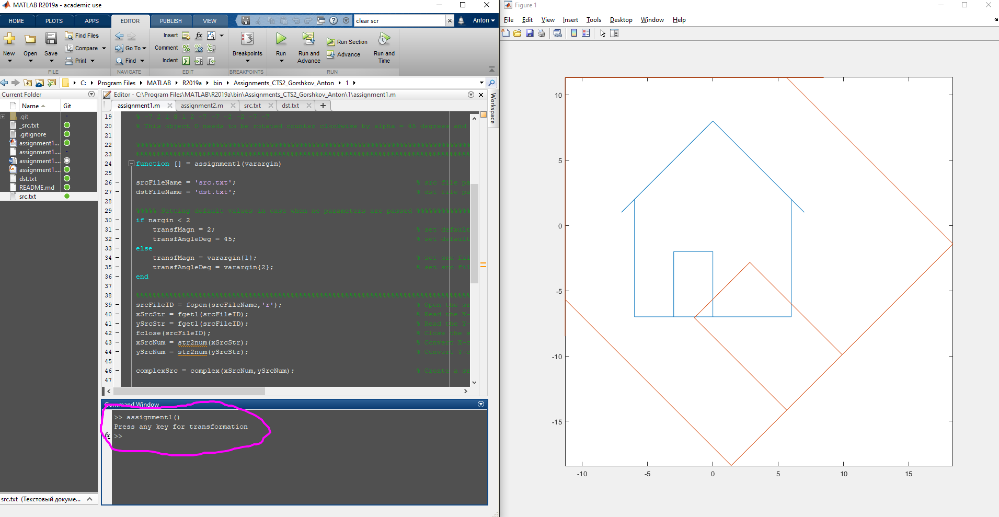 MATLAB R2019a - academic use
HOME PLOTS APPS EDITOR PUBLISH VIEW
clear scr
Anton
New Open Save
Find Files
Compare
Print
FILE
Go To
Find
NAVIGATE
Insert
Comment
Indent
EDIT
Breakpoints
BREAKPOINTS
Run
Run and Advance
Run Section
Advance
Run and Time
RUN
C: Program Files MATLAB R2019a bin Assignments_CTS2_Gorshkov_Anton 1
Current Folder
Name Git
.git
_src.txt
.gitignore
assignment1...
assignment1....
assignment1....
assignment1....
dst.txt
README.md
src.txt
src.txt (Текстовый докуме...
Editor - C:\Program Files\MATLAB\R2019a\bin\Assignments_CTS2_Gorshkov_Anton\1\assignment1.m
Workspace
assignment1.m assignment2.m src.txt dst.txt +
19
20 % This object O needs to be rotated counter clockwise by alpha = 45 degrees and
21
22 %%%%%%%%%%%%%%%%%%%%%%%%%%%%%%%%%%%%%%%%%%%%%%%%%%%%%%%%%%%%%%%%%%%%%%%%%%%%%%%%%%
23 %%%%%%%%%%%%%%%%%%%%%%%%%%%%%%%%%%%%%%%%%%%%%%%%%%%%%%%%%%%%%%%%%%%%%%%%%%%%%%%%%%
24 function [] = assignment1(varargin)
25
26 srcFileName = 'src.txt'; % src file pa
27 dstFileName = 'dst.txt'; % dst file pa
28
29 %%%%% Setting default values in case when no parameters are passed %%%%%%%%%%%%%
30 if nargin < 2
31 transfMagn = 2; % set default
32 transfAngleDeg = 45; % set default
33 else
34 transfMagn = varargin{1}; % set src fil
35 transfAngleDeg = varargin{2}; % set src fil
36 end
37
38 %%%%%%%%%%%%%%%%%%%%%%%%%%%%%%%%%%%%%%%%%%%%%%%%%%%%%%%%%%%%%%%%%%%%%%%%%%%%%%%%%%
39 srcFileID = fopen(srcFileName,'r'); % Open the sr
40 xSrcStr = fgetl(srcFileID); % Read the X-
41 ySrcStr = fgetl(srcFileID); % Read the Y-
42 fclose(srcFileID); % Close the s
43 xSrcNum = str2num(xSrcStr); % Convert X-c
44 ySrcNum = str2num(ySrcStr); % Convert Y-c
45
46 complexSrc = complex(xSrcNum,ySrcNum); % Create a sr
47
Command Window
>> assignment1()
Press any key for transformation
fx >>
Figure 1
File Edit View Insert Tools Desktop Window Help
10
5
0
-5
-10
-15
-10 -5 0 5 10 15